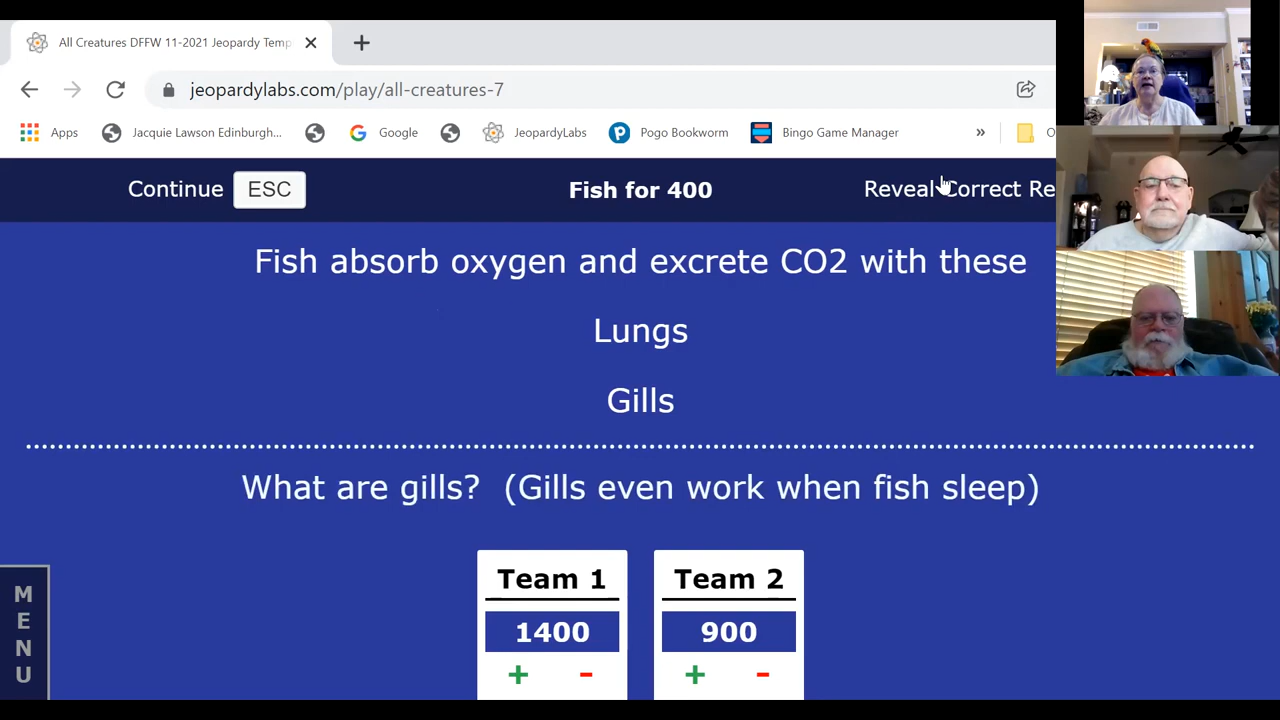 All Creatures DFFW 11-2021 Jeopardy Temp
jeopardylabs.com/play/all-creatures-7
Apps Jacquie Lawson Edinburgh... Google JeopardyLabs Pogo Bookworm Bingo Game Manager » O
Continue ESC Fish for 400 Reveal Correct Re
Fish absorb oxygen and excrete CO2 with these
Lungs
Gills
What are gills? (Gills even work when fish sleep)
MENU
Team 1 Team 2
1400 900
+ - + -